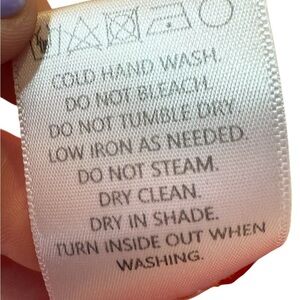 COLD HAND WASH.
DO NOT BLEACH.
DO NOT TUMBLE DRY
LOW IRON AS NEEDED.
DO NOT STEAM.
DRY CLEAN.
DRY IN SHADE.
TURN INSIDE OUT WHEN
WASHING.